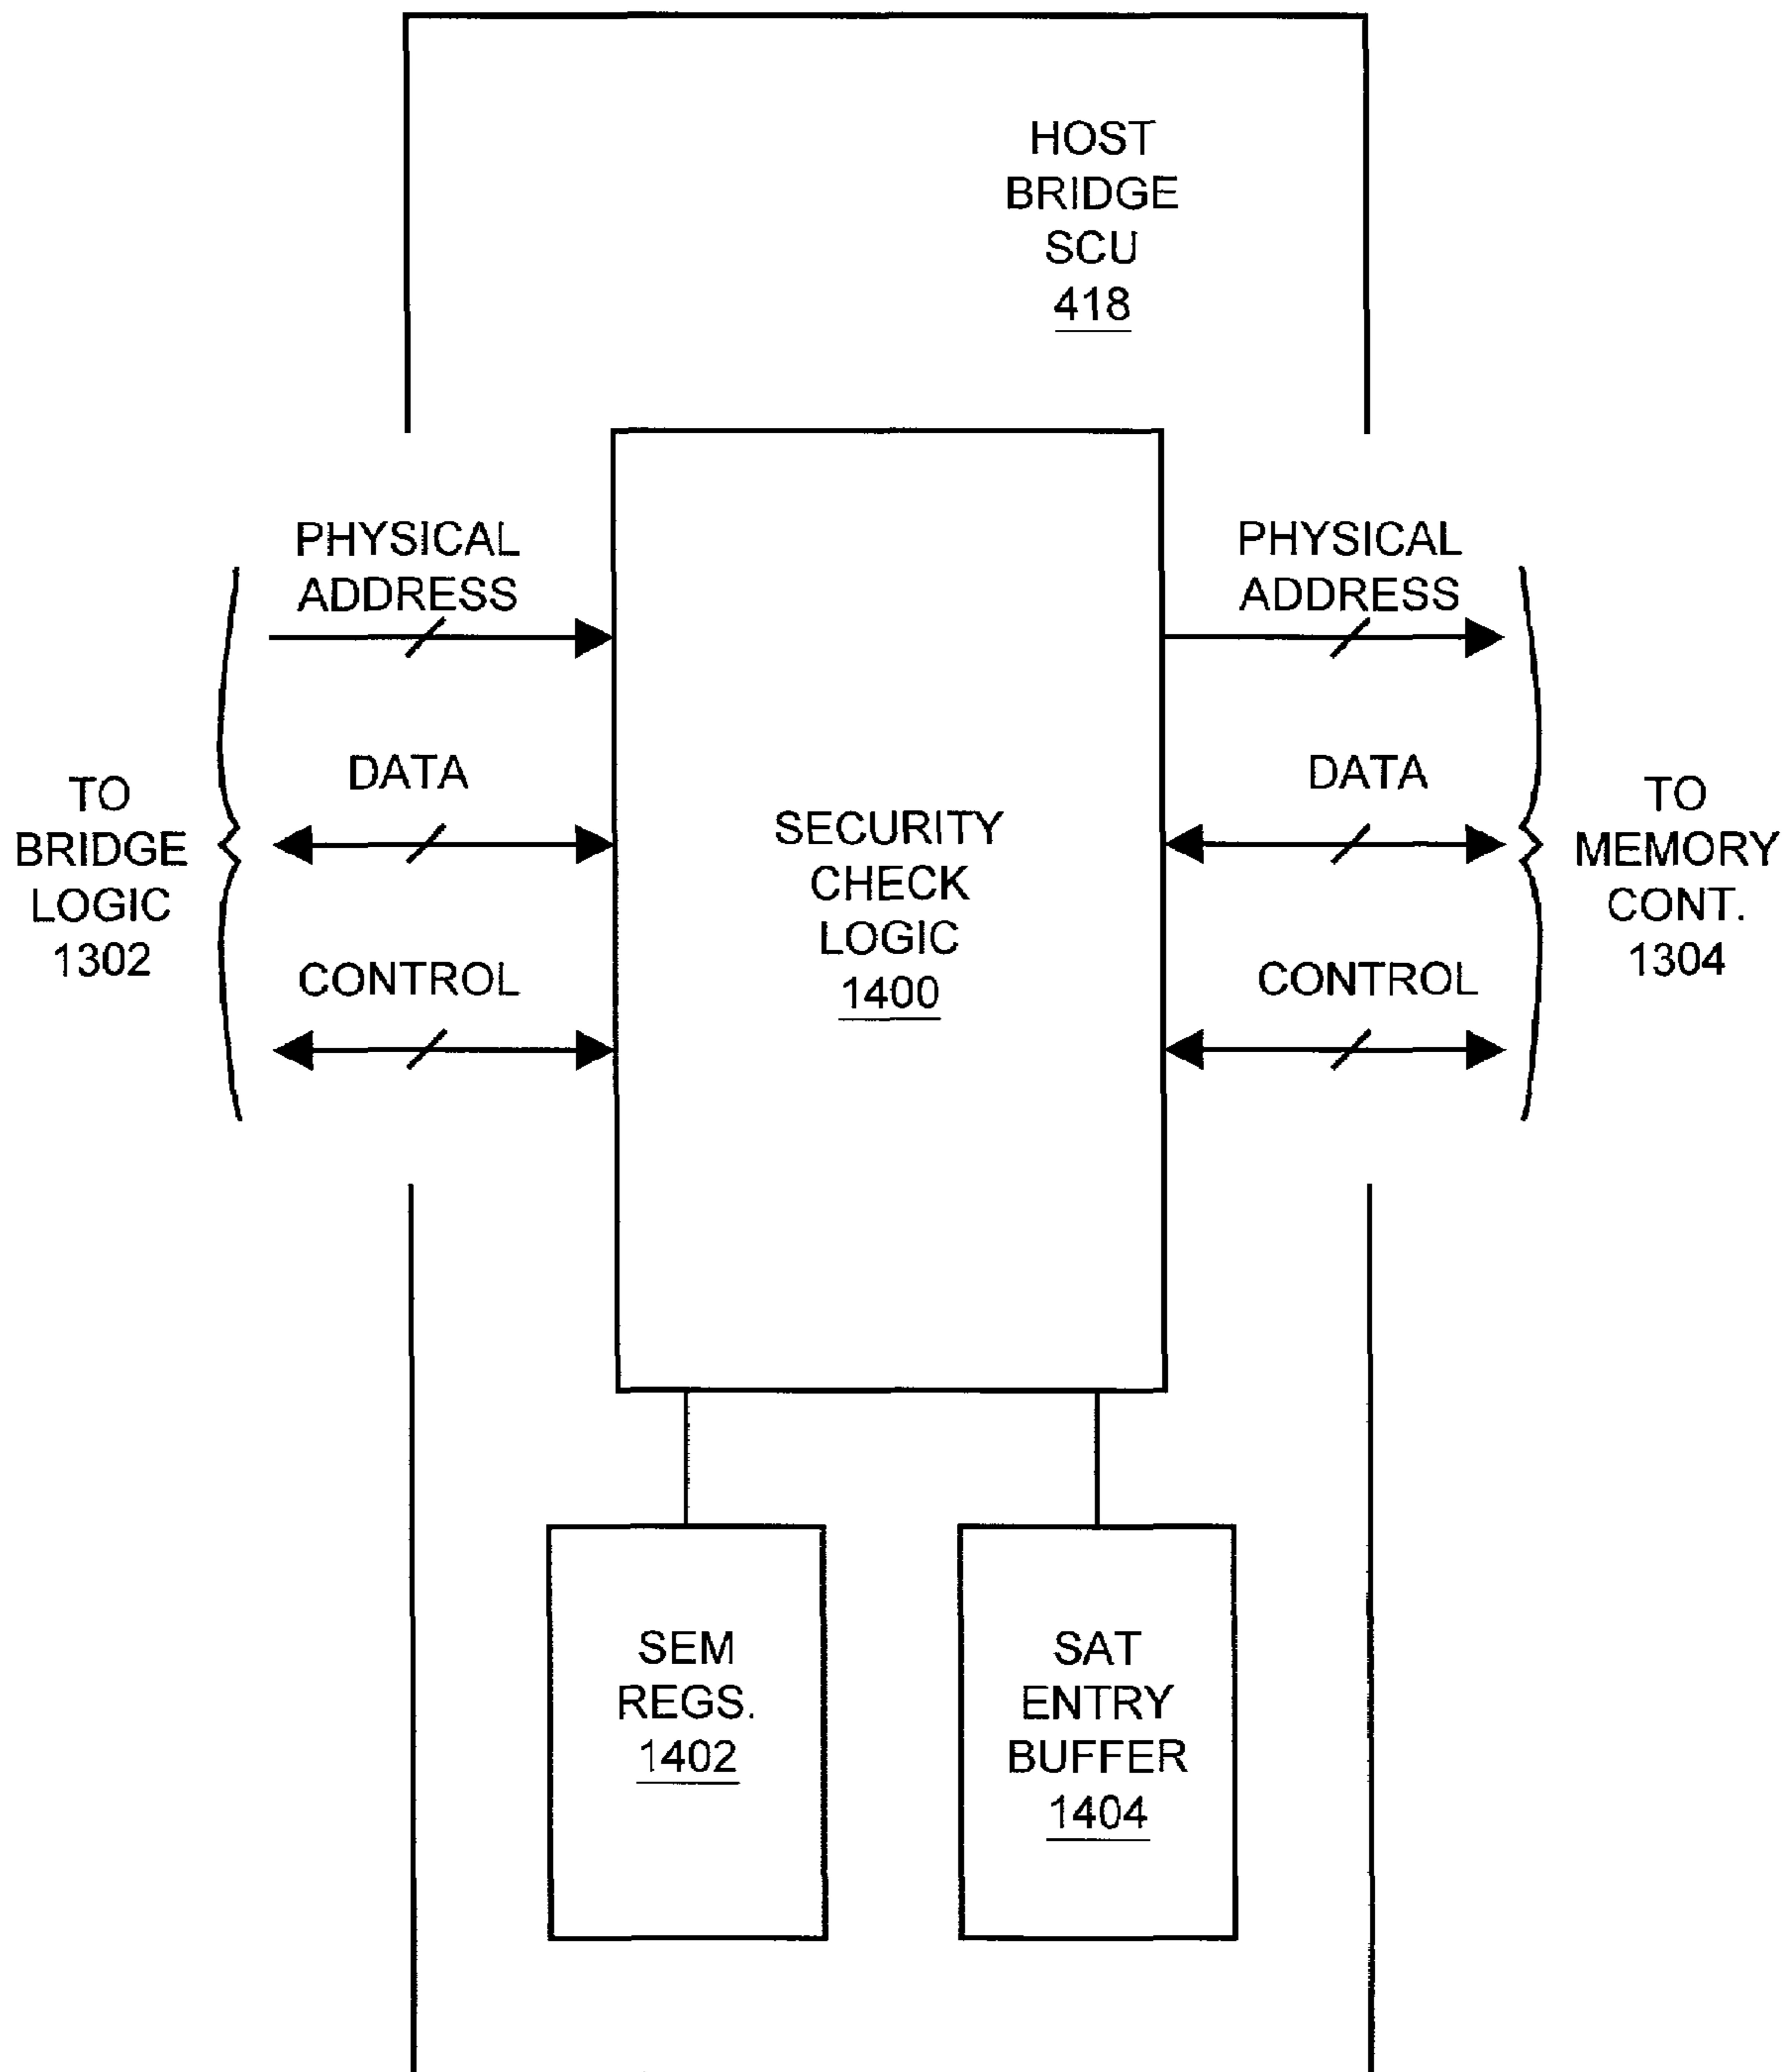 HOST
BRIDGE
SCU
418
PHYSICAL
ADDRESS
PHYSICAL
ADDRESS
DATA
DATA
TO
BRIDGE
LOGIC
1302
SECURITY
CHECK
LOGIC
1400
TO
MEMORY
CONT.
1304
CONTROL
CONTROL
SEM
REGS.
1402
SAT
ENTRY
BUFFER
1404